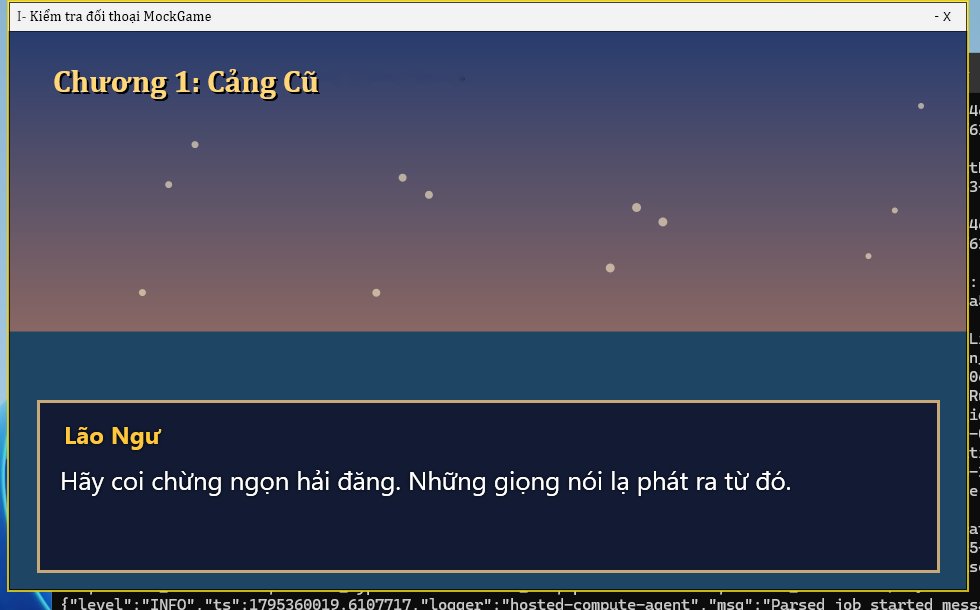 I- Kiểm tra đối thoại MockGame
- X
Chương 1: Cảng Cũ
Lão Ngư
Hãy coi chừng ngọn hải đăng. Những giọng nói lạ phát ra từ đó.
{"level":"INFO","ts":1795360019.6107717,"logger":"hosted-compute-agent","msg":"Parsed job started me